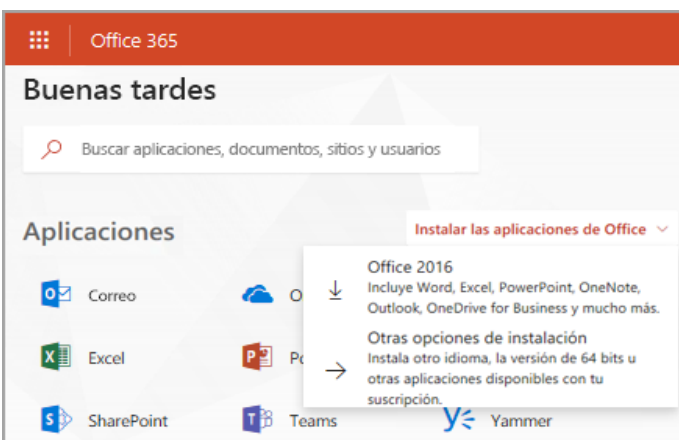 Office 365
Buenas tardes
Buscar aplicaciones, documentos, sitios y usuarios
Aplicaciones
Instalar las aplicaciones de Office
Office 2016
Incluye Word, Excel, PowerPoint, OneNote,
Outlook, OneDrive for Business y mucho más.
Otras opciones de instalación
Instala otro idioma, la versión de 64 bits u
otras aplicaciones disponibles con tu
suscripción.
Correo
O
Excel
Po
SharePoint
Teams
Yammer